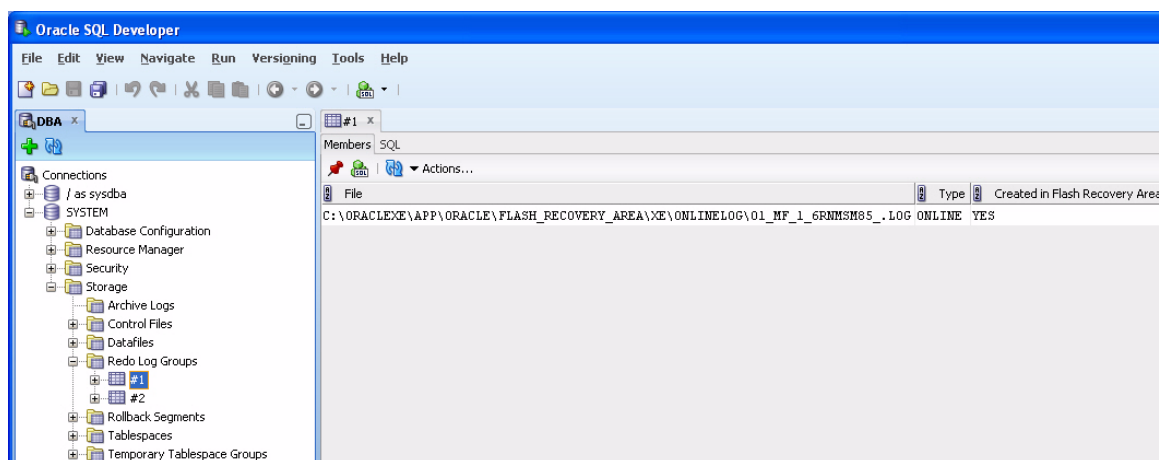 Oracle SQL Developer
File Edit View Navigate Run Versioning Tools Help
DBA
#1
Members SQL
Actions...
File Type Created in Flash Recovery Area
C:\ORACLEXE\APP\ORACLE\FLASH_RECOVERY_AREA\XE\ONLINELOG\O1_MF_1_6RNMSM85_.LOG ONLINE YES
Connections
/ as sysdba
SYSTEM
Database Configuration
Resource Manager
Security
Storage
Archive Logs
Control Files
Datafiles
Redo Log Groups
#1
#2
Rollback Segments
Tablespaces
Temporary Tablespace Groups